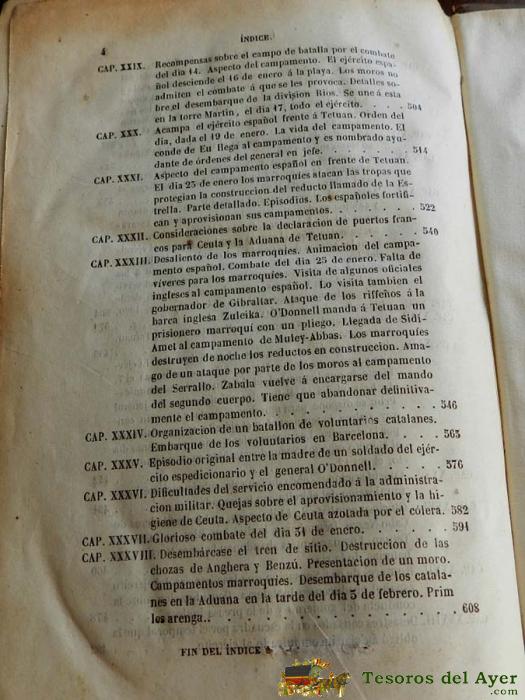 4
ÍNDICE.
CAP. XXIX. Recompensas sobre el campo de batalla por el combate
del dia 14. Aspecto del campamento. El ejército espa-
ñol desciende el 16 de enero á la playa. Los moros no
admiten el combate á que se les provoca. Detalles so-
bre el desembarque de la division Rios. Se une á esta
en la torre Martin, el dia 17, todo el ejército. . . . . 504
CAP. XXX. Acampa el ejército español frente á Tetuan. Orden del
dia, dada el 19 de enero. La vida del campamento. El
conde de Eu llega al campamento y es nombrado ayu-
dante de órdenes del general en jefe. . . . . . 514
CAP. XXXI. Aspecto del campamento español en frente de Tetuan.
El dia 23 de enero los marroquíes atacan las tropas que
protegian la construccion del reducto llamado de la Es-
trella. Parte detallado. Episodios. Los españoles fortifi-
can y aprovisionan sus campamentos. . . . . . 522
CAP. XXXII. Consideraciones sobre la declaracion de puertos fran-
cos para Ceuta y la Aduana de Tetuan. . . . . . 540
CAP. XXXIII. Desaliento de los marroquíes. Animacion del campa-
mento español. Combate del dia 25 de enero. Falta de
víveres para los marroquíes. Visita de algunos oficiales
ingleses al campamento español. Lo visita tambien el
gobernador de Gibraltar. Ataque de los riffeños á la
barca inglesa Zuleika. O'Donnell manda á Tetuan un
prisionero marroquí con un pliego. Llegada de Sidi-
Amet al campamento de Muley-Abbas. Los marroquíes
destruyen de noche los reductos en construccion. Ama-
go de un ataque por parte de los moros al campamento
del Serrallo. Zabala vuelve á encargarse del mando
del segundo cuerpo. Tiene que abandonar definitiva-
mente el campamento. . . . . . . . . . 546
CAP. XXXIV. Organizacion de un batallon de voluntarios catalanes.
Embarque de los voluntarios en Barcelona. . . . . 563
CAP. XXXV. Episodio original entre la madre de un soldado del ejér-
cito espedicionario y el general O'Donnell. . . . . 576
CAP. XXXVI. Dificultades del servicio encomendado á la administra-
cion militar. Quejas sobre el aprovisionamiento y la hi-
giene de Ceuta. Aspecto de Ceuta azotada por el cólera. 582
CAP. XXXVII. Glorioso combate del dia 31 de enero. . . . . . 594
CAP. XXXVIII. Desembárcase el tren de sitio. Destruccion de las
chozas de Anghera y Benzú. Presentacion de un moro.
Campamentos marroquíes. Desembarque de los catala-
nes en la Aduana en la tarde del dia 3 de febrero. Prim
les arenga. . . . . . . . . . . . . . 608
FIN DEL ÍNDICE
Tesoros del Ayer
.com